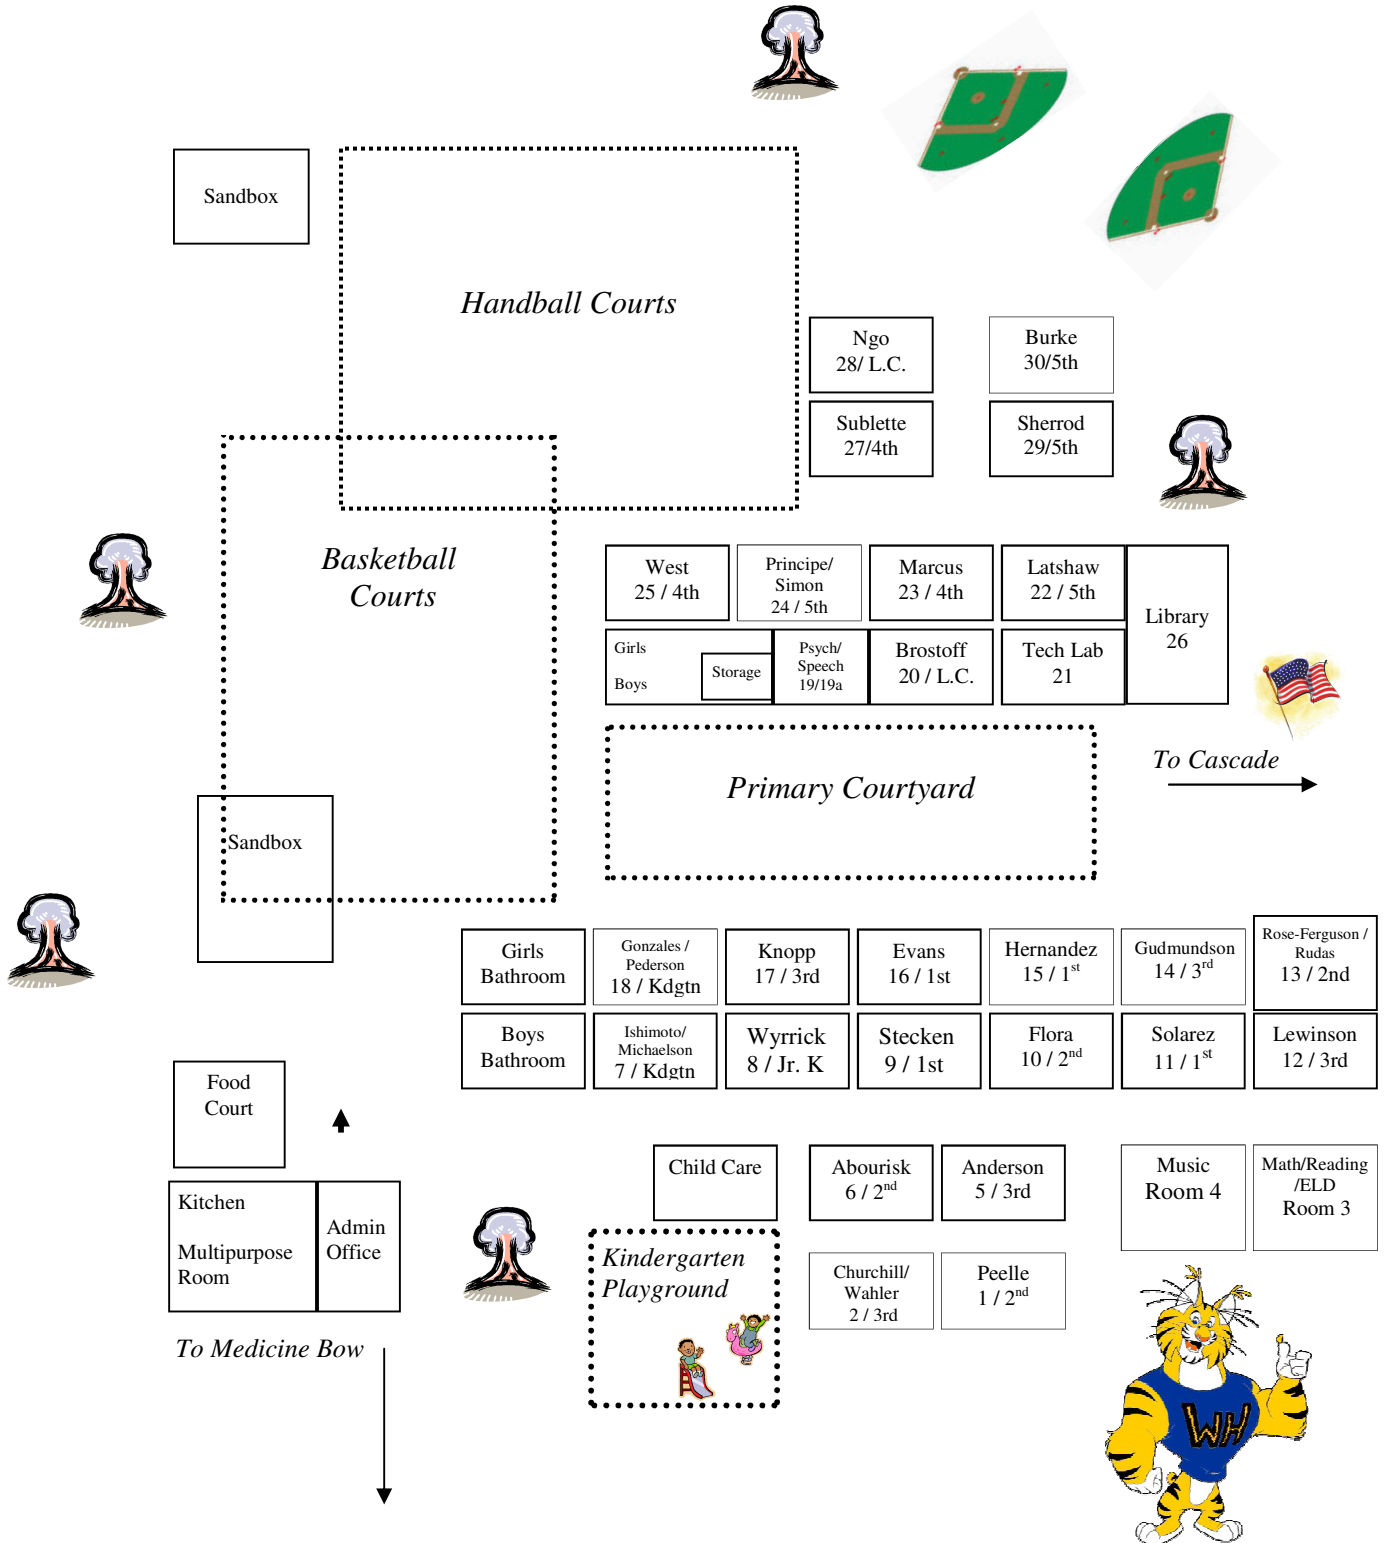 Sandbox
Handball Courts
Ngo
28/ L.C.
Burke
30/5th
Sublette
27/4th
Sherrod
29/5th
Basketball
Courts
West
25 / 4th
Principe/
Simon
24 / 5th
Marcus
23 / 4th
Latshaw
22 / 5th
Library
26
Girls
Boys
Storage
Psych/
Speech
19/19a
Brostoff
20 / L.C.
Tech Lab
21
Primary Courtyard
To Cascade
Sandbox
Girls
Bathroom
Gonzales /
Pederson
18 / Kdgtn
Knopp
17 / 3rd
Evans
16 / 1st
Hernandez
15 / 1st
Gudmundson
14 / 3rd
Rose-Ferguson /
Rudas
13 / 2nd
Boys
Bathroom
Ishimoto/
Michaelson
7 / Kdgtn
Wyrrick
8 / Jr. K
Stecken
9 / 1st
Flora
10 / 2nd
Solarez
11 / 1st
Lewinson
12 / 3rd
Food
Court
Child Care
Abourisk
6 / 2nd
Anderson
5 / 3rd
Music
Room 4
Math/Reading
/ELD
Room 3
Kitchen
Multipurpose
Room
Admin
Office
Kindergarten
Playground
Churchill/
Wahler
2 / 3rd
Peelle
1 / 2nd
To Medicine Bow
WH